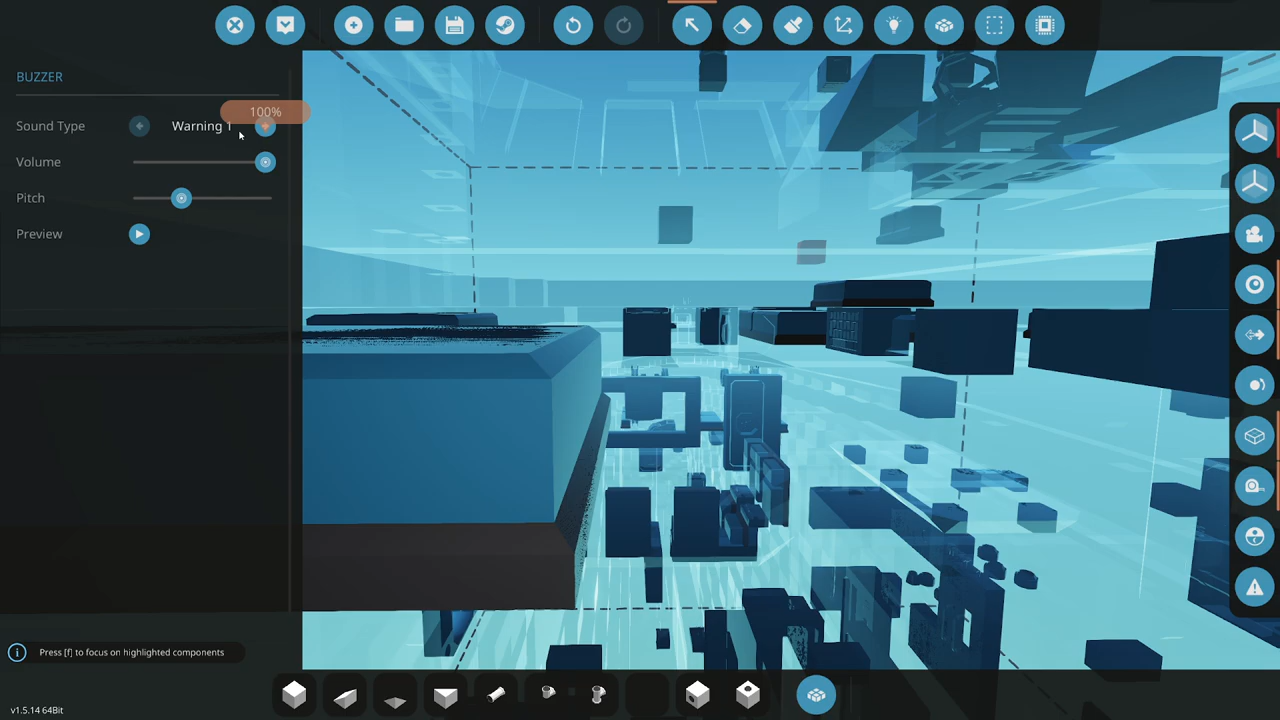 BUZZER
100%
Sound Type
Warning 1
Volume
Pitch
Preview
Press [f] to focus on highlighted components
v1.5.14 64Bit